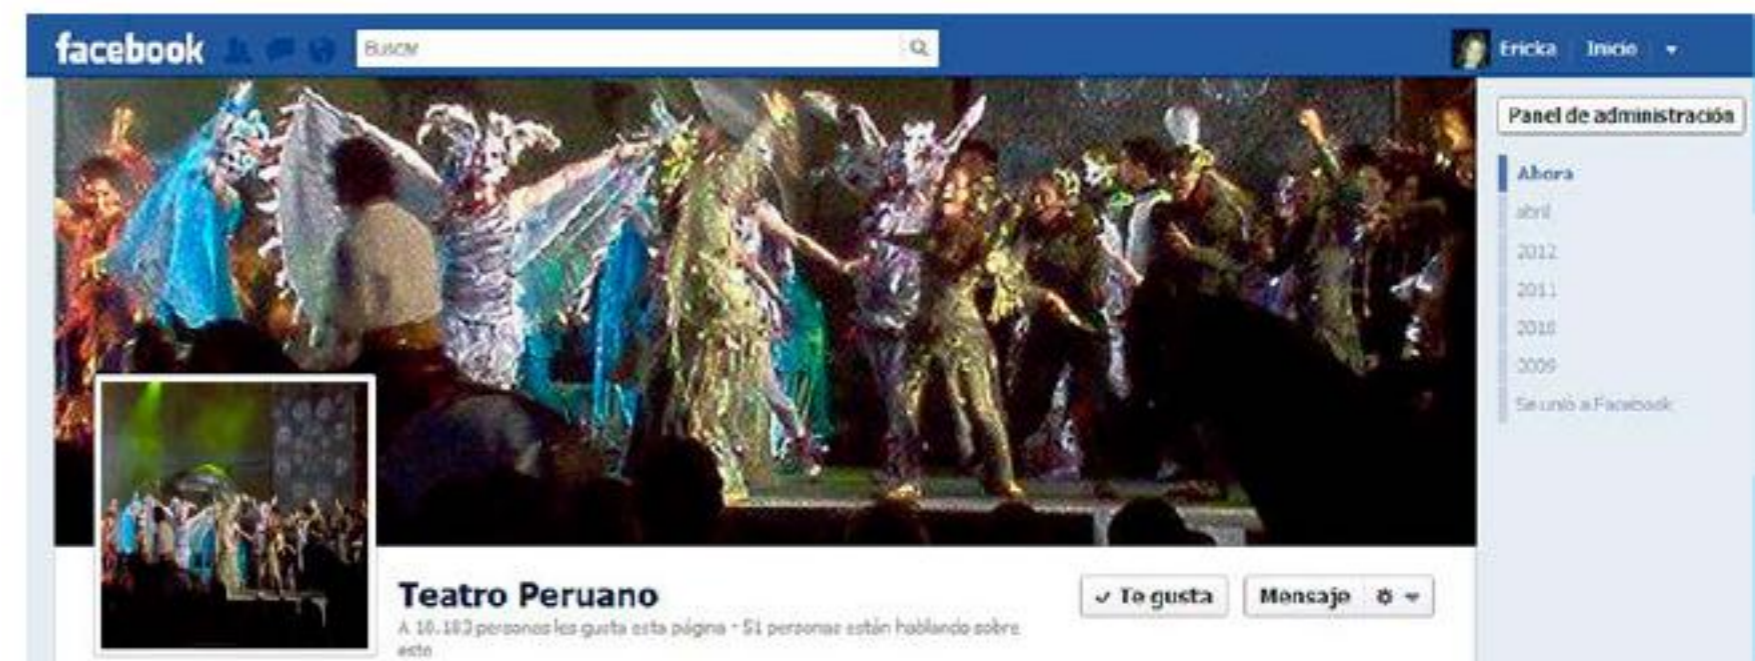 facebook
Buscar
Ericka Inicio
Panel de administración
Ahora
abril
2012
2011
2010
2009
Se unió a Facebook
Teatro Peruano
Te gusta
Mensaje
A 10.183 personas les gusta esta página · 51 personas están hablando sobre
esto